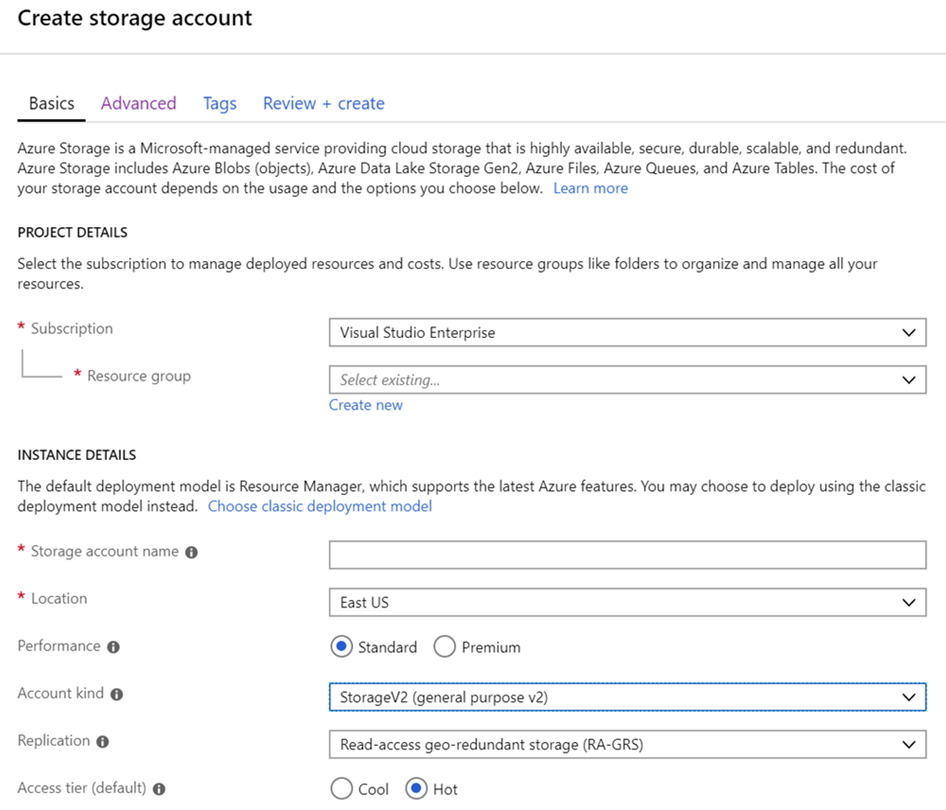 Create storage account
Basics Advanced Tags Review + create
Azure Storage is a Microsoft-managed service providing cloud storage that is highly available, secure, durable, scalable, and redundant.
Azure Storage includes Azure Blobs (objects), Azure Data Lake Storage Gen2, Azure Files, Azure Queues, and Azure Tables. The cost of
your storage account depends on the usage and the options you choose below. Learn more
PROJECT DETAILS
Select the subscription to manage deployed resources and costs. Use resource groups like folders to organize and manage all your
resources.
* Subscription Visual Studio Enterprise
* Resource group Select existing...
Create new
INSTANCE DETAILS
The default deployment model is Resource Manager, which supports the latest Azure features. You may choose to deploy using the classic
deployment model instead. Choose classic deployment model
* Storage account name
* Location East US
Performance Standard Premium
Account kind StorageV2 (general purpose v2)
Replication Read-access geo-redundant storage (RA-GRS)
Access tier (default) Cool Hot